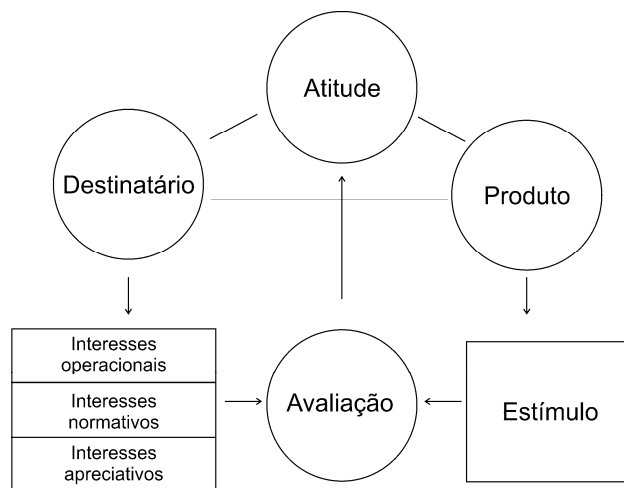 Atitude
Destinatário
Produto
Interesses
operacionais
Interesses
normativos
Interesses
apreciativos
Avaliação
Estímulo